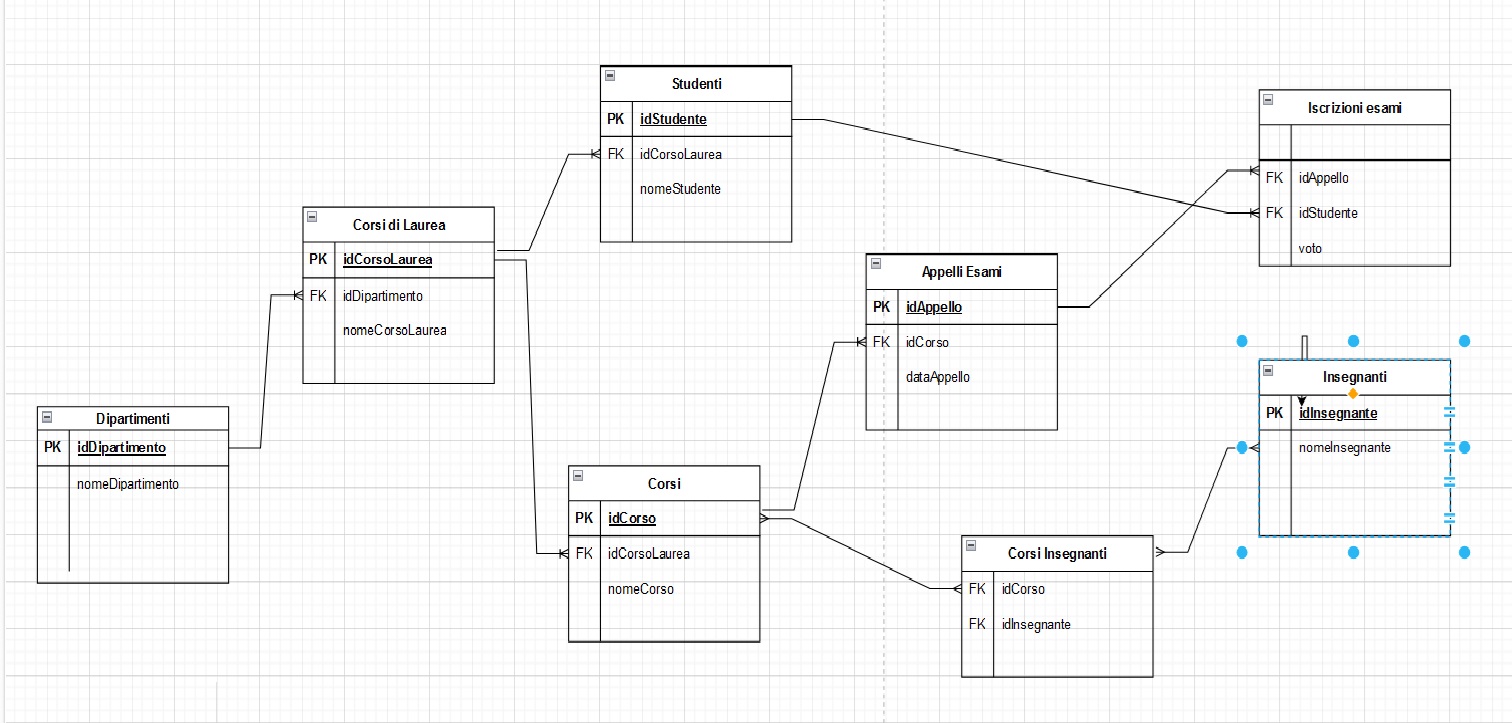 Studenti
PK idStudente
FK idCorsoLaurea
nomeStudente
Iscrizioni esami
FK idAppello
FK idStudente
voto
Corsi di Laurea
PK idCorsoLaurea
FK idDipartimento
nomeCorsoLaurea
Appelli Esami
PK idAppello
FK idCorso
dataAppello
Insegnanti
PK idInsegnante
nomeInsegnante
Dipartimenti
PK idDipartimento
nomeDipartimento
Corsi
PK idCorso
FK idCorsoLaurea
nomeCorso
Corsi Insegnanti
FK idCorso
FK idInsegnante